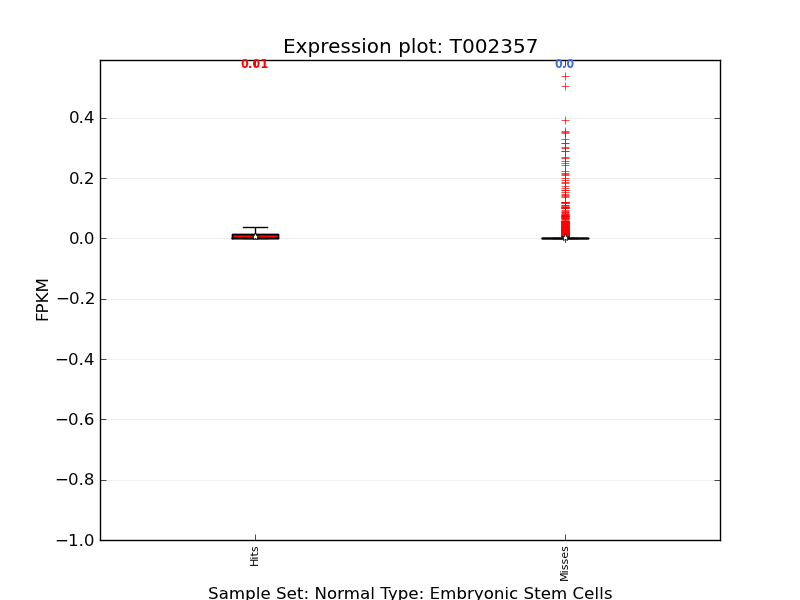 Expression plot: T002357
0.01
0.0
0.4
0.2
0.0
−0.2
−0.4
−0.6
−0.8
−1.0
FPKM
Hits
Misses
Sample Set: Normal Type: Embryonic Stem Cells